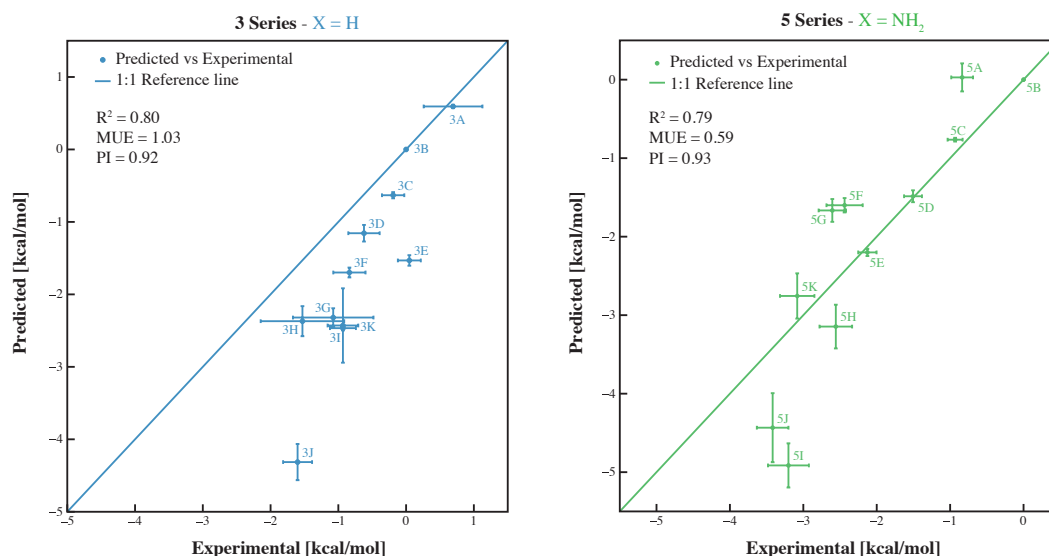 3 Series - X = H
Predicted vs Experimental
1:1 Reference line
R² = 0.80
MUE = 1.03
PI = 0.92
3A
3B
3C
3D
3E
3F
3G
3H
3I
3K
3J
1
0
−1
−2
−3
−4
−5
−5
−4
−3
−2
−1
0
1
Predicted [kcal/mol]
Experimental [kcal/mol]
5 Series - X = NH₂
Predicted vs Experimental
1:1 Reference line
R² = 0.79
MUE = 0.59
PI = 0.93
5A
5B
5C
5D
5F
5G
5E
5K
5H
5J
5I
0
−1
−2
−3
−4
−5
−5
−4
−3
−2
−1
0
Predicted [kcal/mol]
Experimental [kcal/mol]